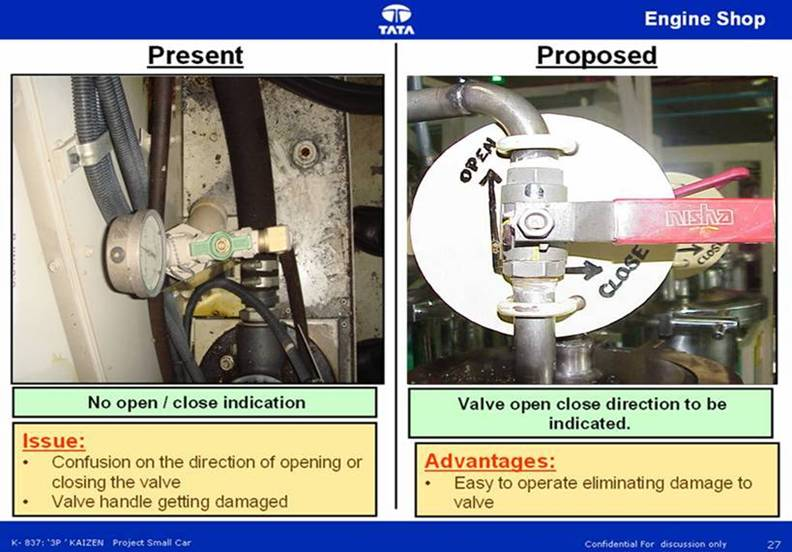 TATA
Engine Shop
Present
Proposed
OPEN
nisha
CLOSE
CLOSE
No open / close indication
Valve open close direction to be
indicated.
Issue:
• Confusion on the direction of opening or
closing the valve
• Valve handle getting damaged
Advantages:
• Easy to operate eliminating damage to
valve
K- 837: '3P ' KAIZEN Project Small Car
Confidential For discussion only
27